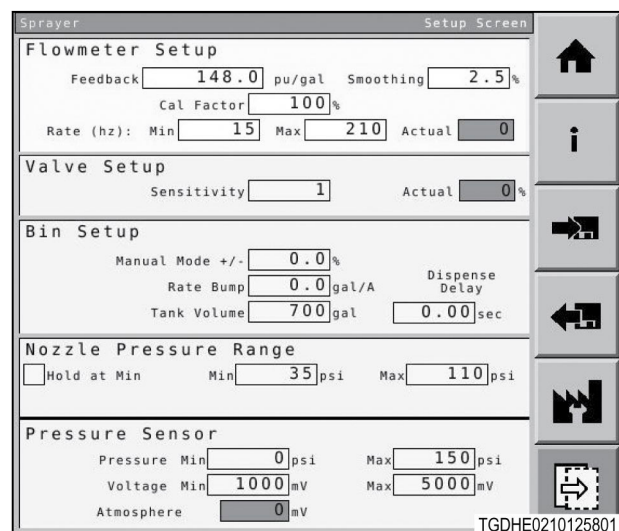 Sprayer Setup Screen
Flowmeter Setup
Feedback 148.0 pu/gal Smoothing 2.5 %
Cal Factor 100 %
Rate (hz): Min 15 Max 210 Actual 0
Valve Setup
Sensitivity 1 Actual 0 %
Bin Setup
Manual Mode +/- 0.0 %
Rate Bump 0.0 gal/A Dispense Delay
Tank Volume 700 gal 0.00 sec
Nozzle Pressure Range
Hold at Min Min 35 psi Max 110 psi
Pressure Sensor
Pressure Min 0 psi Max 150 psi
Voltage Min 1000 mV Max 5000 mV
Atmosphere 0 mV
i
TGDHE0210125801